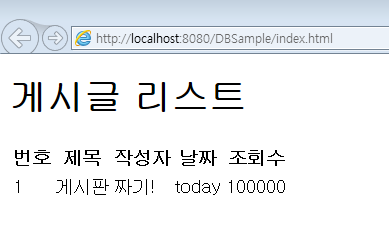 http://localhost:8080/DBSample/index.html
게시글 리스트
번호 제목 작성자 날짜 조회수
1 게시판 짜기! today 100000